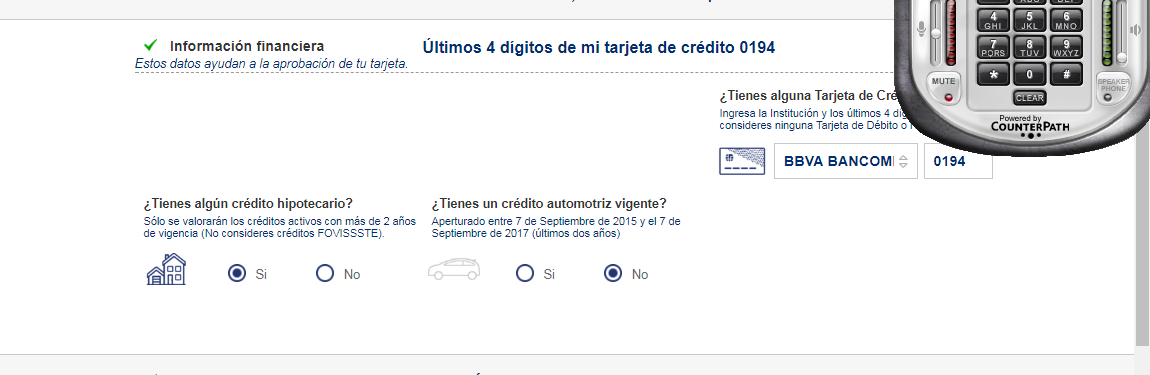 Información financiera
Últimos 4 dígitos de mi tarjeta de crédito 0194
Estos datos ayudan a la aprobación de tu tarjeta.
¿Tienes alguna Tarjeta de Cré
Ingresa la Institución y los últimos 4 díg
consideres ninguna Tarjeta de Débito o
BBVA BANCOM
0194
¿Tienes algún crédito hipotecario?
Sólo se valorarán los créditos activos con más de 2 años
de vigencia (No consideres créditos FOVISSSTE).
Si
No
¿Tienes un crédito automotriz vigente?
Aperturado entre 7 de Septiembre de 2015 y el 7 de
Septiembre de 2017 (últimos dos años)
Si
No
4 5 6
GHI JKL MNO
7 8 9
PQRS TUV WXYZ
* 0 #
MUTE
SPEAKER
PHONE
CLEAR
Powered by
COUNTERPATH